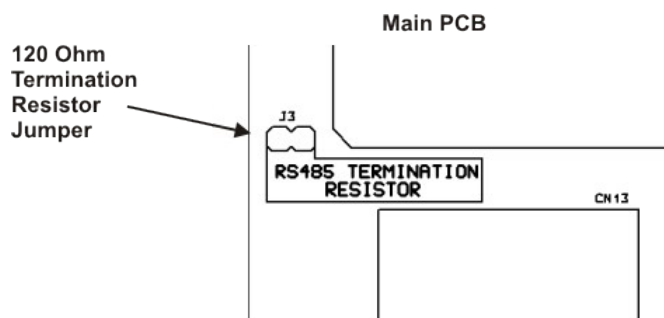 Main PCB
120 Ohm
Termination
Resistor
Jumper
J3
RS485 TERMINATION
RESISTOR
CN13